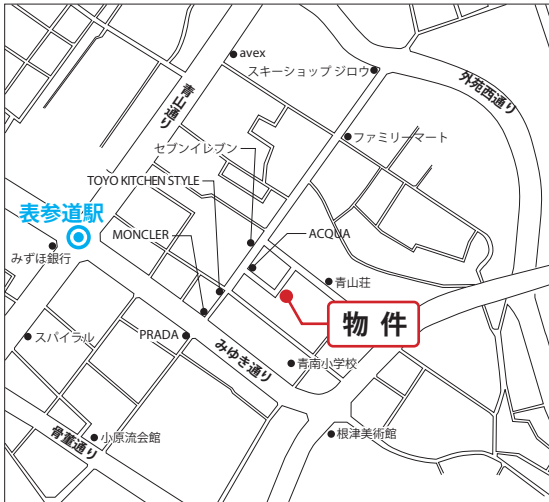 avex
スキーショップ ジロウ
外苑西通り
青山通り
ファミリーマート
セブンイレブン
TOYO KITCHEN STYLE
表参道駅
MONCLER
ACQUA
みずほ銀行
青山荘
物件
スパイラル
PRADA
みゆき通り
青南小学校
骨董通り
小原流会館
根津美術館